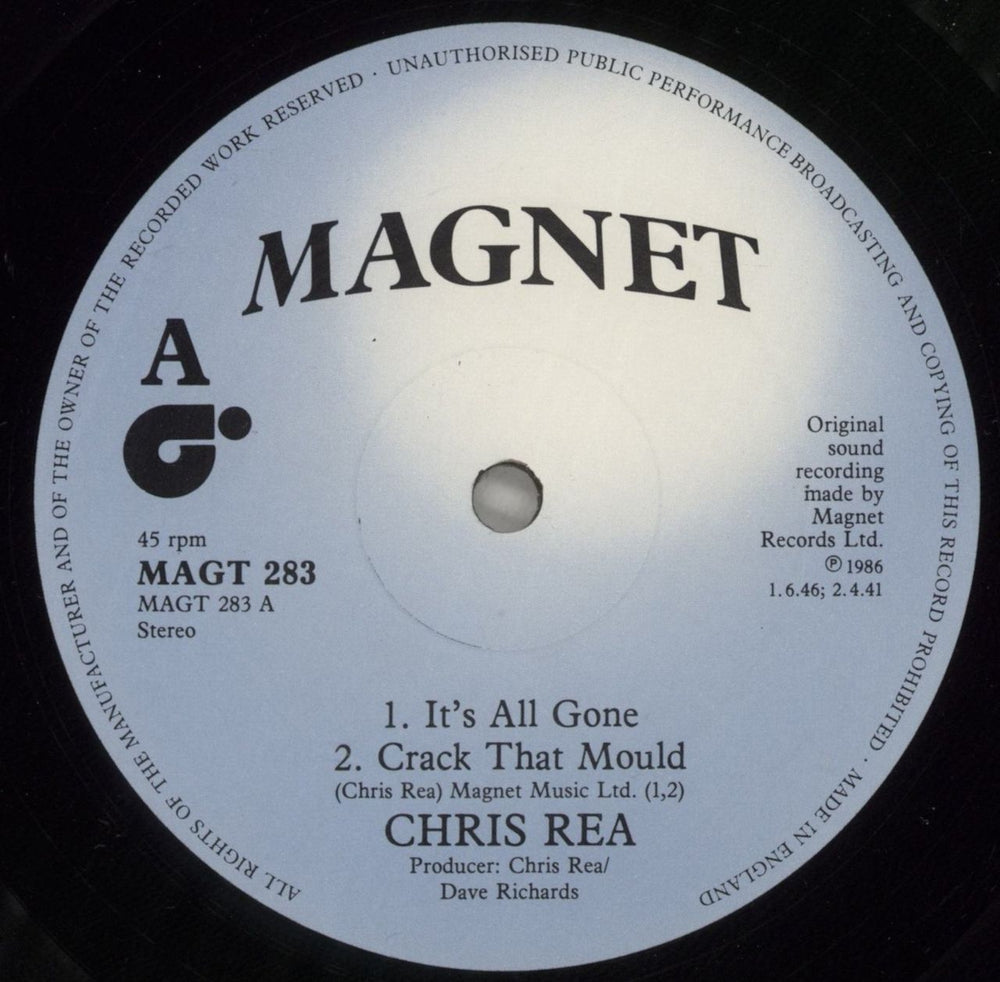 ALL RIGHTS OF THE MANUFACTURER AND OF THE OWNER OF THE RECORDED WORK RESERVED · UNAUTHORISED PUBLIC PERFORMANCE BROADCASTING AND COPYING OF THIS RECORD PROHIBITED · MADE IN ENGLAND
MAGNET
A
45 rpm
MAGT 283
MAGT 283 A
Stereo
Original
sound
recording
made by
Magnet
Records Ltd.
℗ 1986
1.6.46; 2.4.41
1. It's All Gone
2. Crack That Mould
(Chris Rea) Magnet Music Ltd. (1,2)
CHRIS REA
Producer: Chris Rea/
Dave Richards